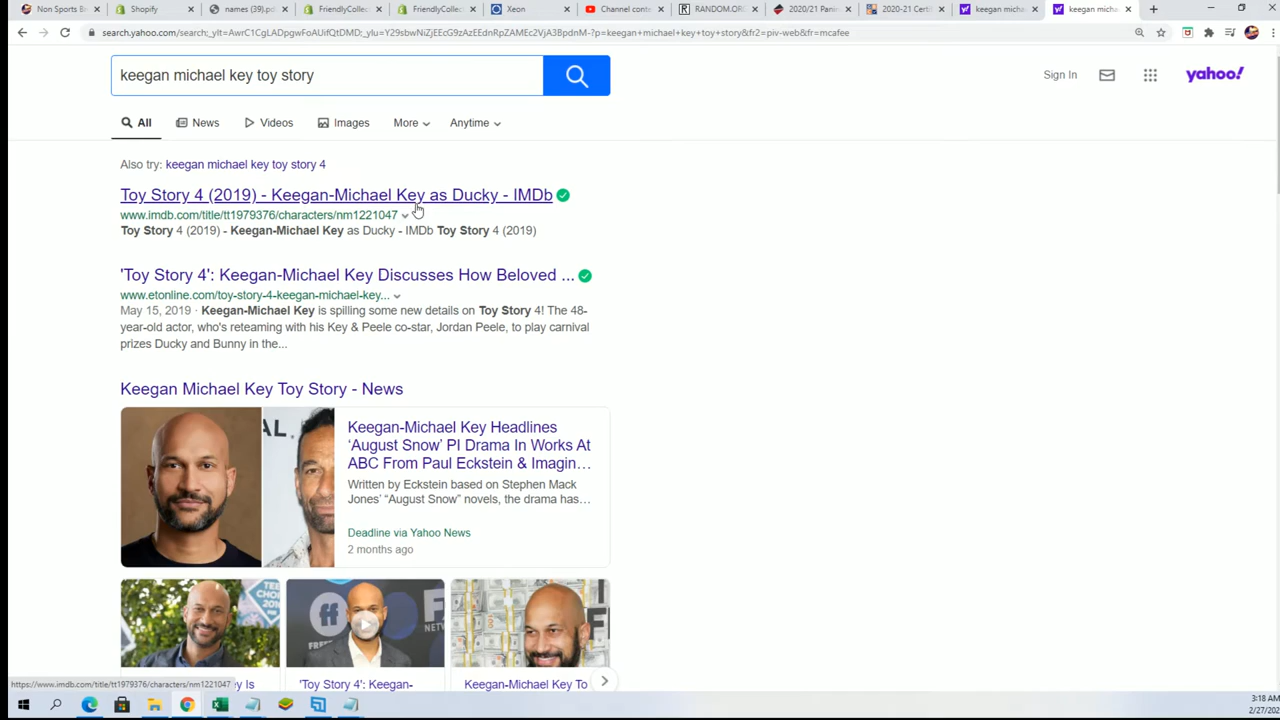 Non Sports B
Shopify
names (39).pd
FriendlyCollec
FriendlyCollec
Xeon
Channel conte
RANDOM.OR
2020/21 Panin
2020-21 Certi
keegan micha
keegan micha
search.yahoo.com/search;_ylt=AwrC1CgLADpgwFoAUifQtDMD;_ylu=Y29sbwNiZjEEcG9zAzEEdnRpZAMEc2VjA3BpdnM-?p=keegan+michael+key+toy+story&fr2=piv-web&fr=mcafee
keegan michael key toy story
Sign In
yahoo!
All
News
Videos
Images
More
Anytime
Also try: keegan michael key toy story 4
Toy Story 4 (2019) - Keegan-Michael Key as Ducky - IMDb
www.imdb.com/title/tt1979376/characters/nm1221047
Toy Story 4 (2019) - Keegan-Michael Key as Ducky - IMDb Toy Story 4 (2019)
'Toy Story 4': Keegan-Michael Key Discusses How Beloved ...
www.etonline.com/toy-story-4-keegan-michael-key...
May 15, 2019 · Keegan-Michael Key is spilling some new details on Toy Story 4! The 48-
year-old actor, who's reteaming with his Key & Peele co-star, Jordan Peele, to play carnival
prizes Ducky and Bunny in the...
Keegan Michael Key Toy Story - News
Keegan-Michael Key Headlines
'August Snow' PI Drama In Works At
ABC From Paul Eckstein & Imagin...
Written by Eckstein based on Stephen Mack
Jones' "August Snow" novels, the drama has...
Deadline via Yahoo News
2 months ago
https://www.imdb.com/title/tt1979376/characters/nm1221047
y Is
'Toy Story 4': Keegan-
Keegan-Michael Key To
3:18 AM
2/27/202